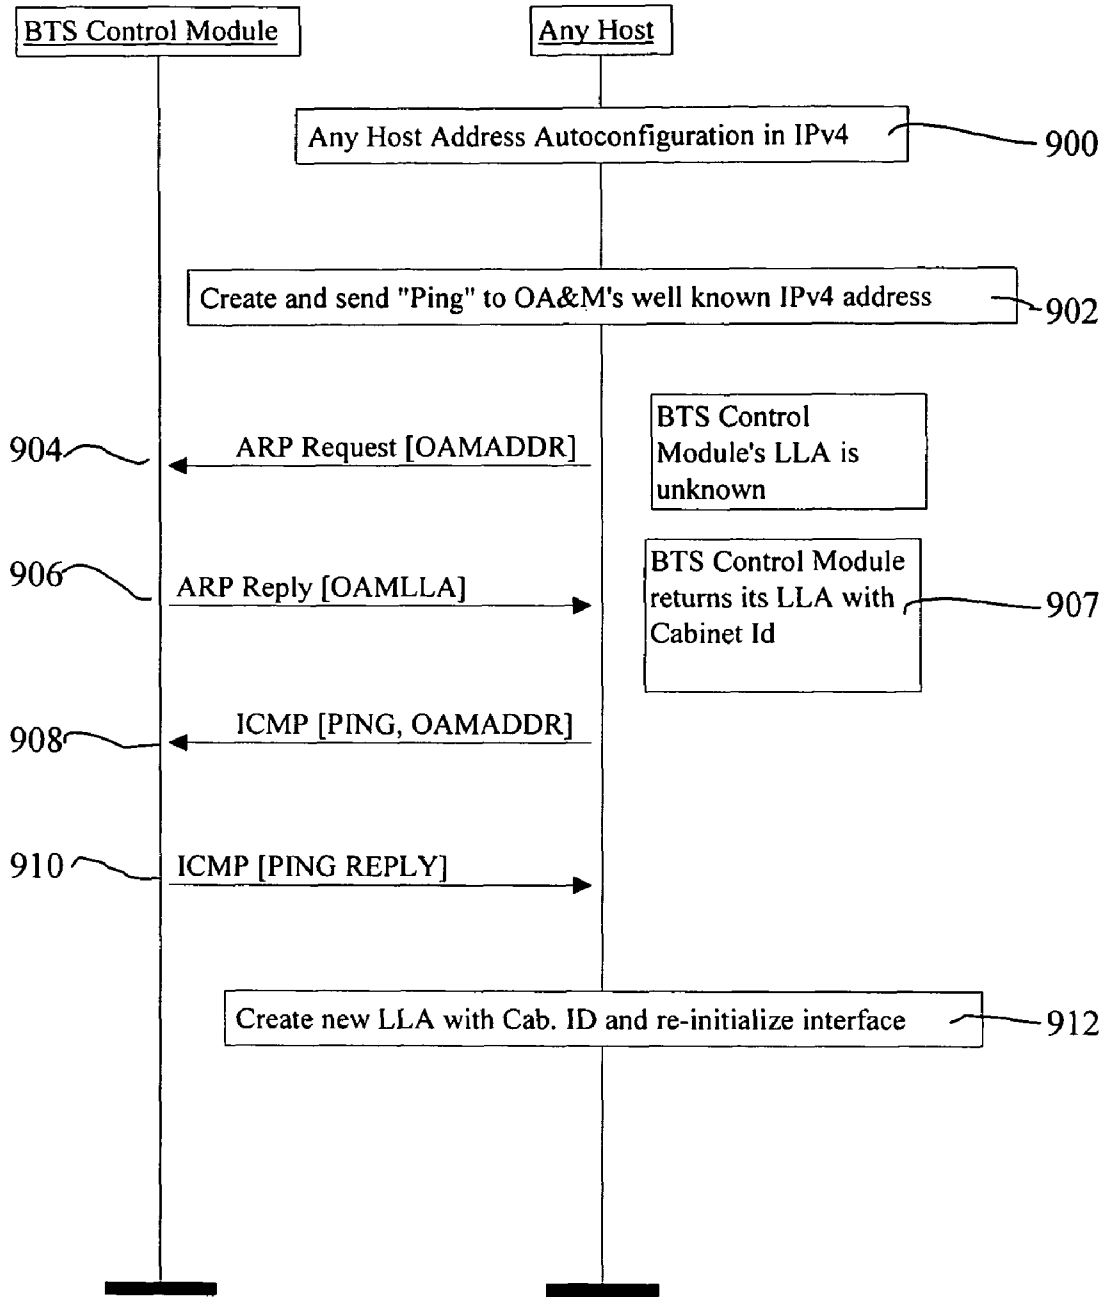 BTS Control Module
Any Host
Any Host Address Autoconfiguration in IPv4
900
Create and send "Ping" to OA&M's well known IPv4 address
902
904
ARP Request [OAMADDR]
BTS Control
Module's LLA is
unknown
906
ARP Reply [OAMLLA]
BTS Control Module
returns its LLA with
Cabinet Id
907
908
ICMP [PING, OAMADDR]
910
ICMP [PING REPLY]
Create new LLA with Cab. ID and re-initialize interface
912